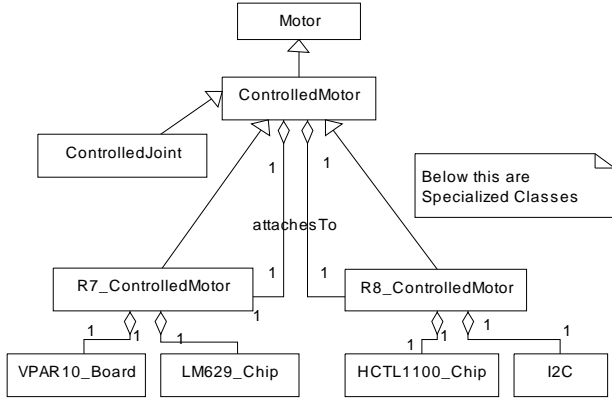 Motor
ControlledMotor
ControlledJoint
1
1
Below this are
Specialized Classes
attachesTo
1
1
R7_ControlledMotor
R8_ControlledMotor
1
1
1
1
1
1
1
VPAR10_Board
LM629_Chip
HCTL1100_Chip
I2C